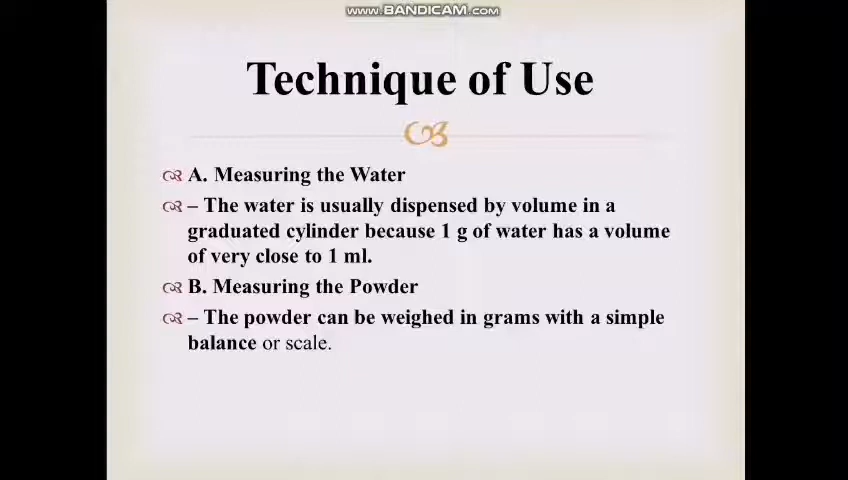 www.BANDICAM.com
Technique of Use
A. Measuring the Water
– The water is usually dispensed by volume in a
graduated cylinder because 1 g of water has a volume
of very close to 1 ml.
B. Measuring the Powder
– The powder can be weighed in grams with a simple
balance or scale.